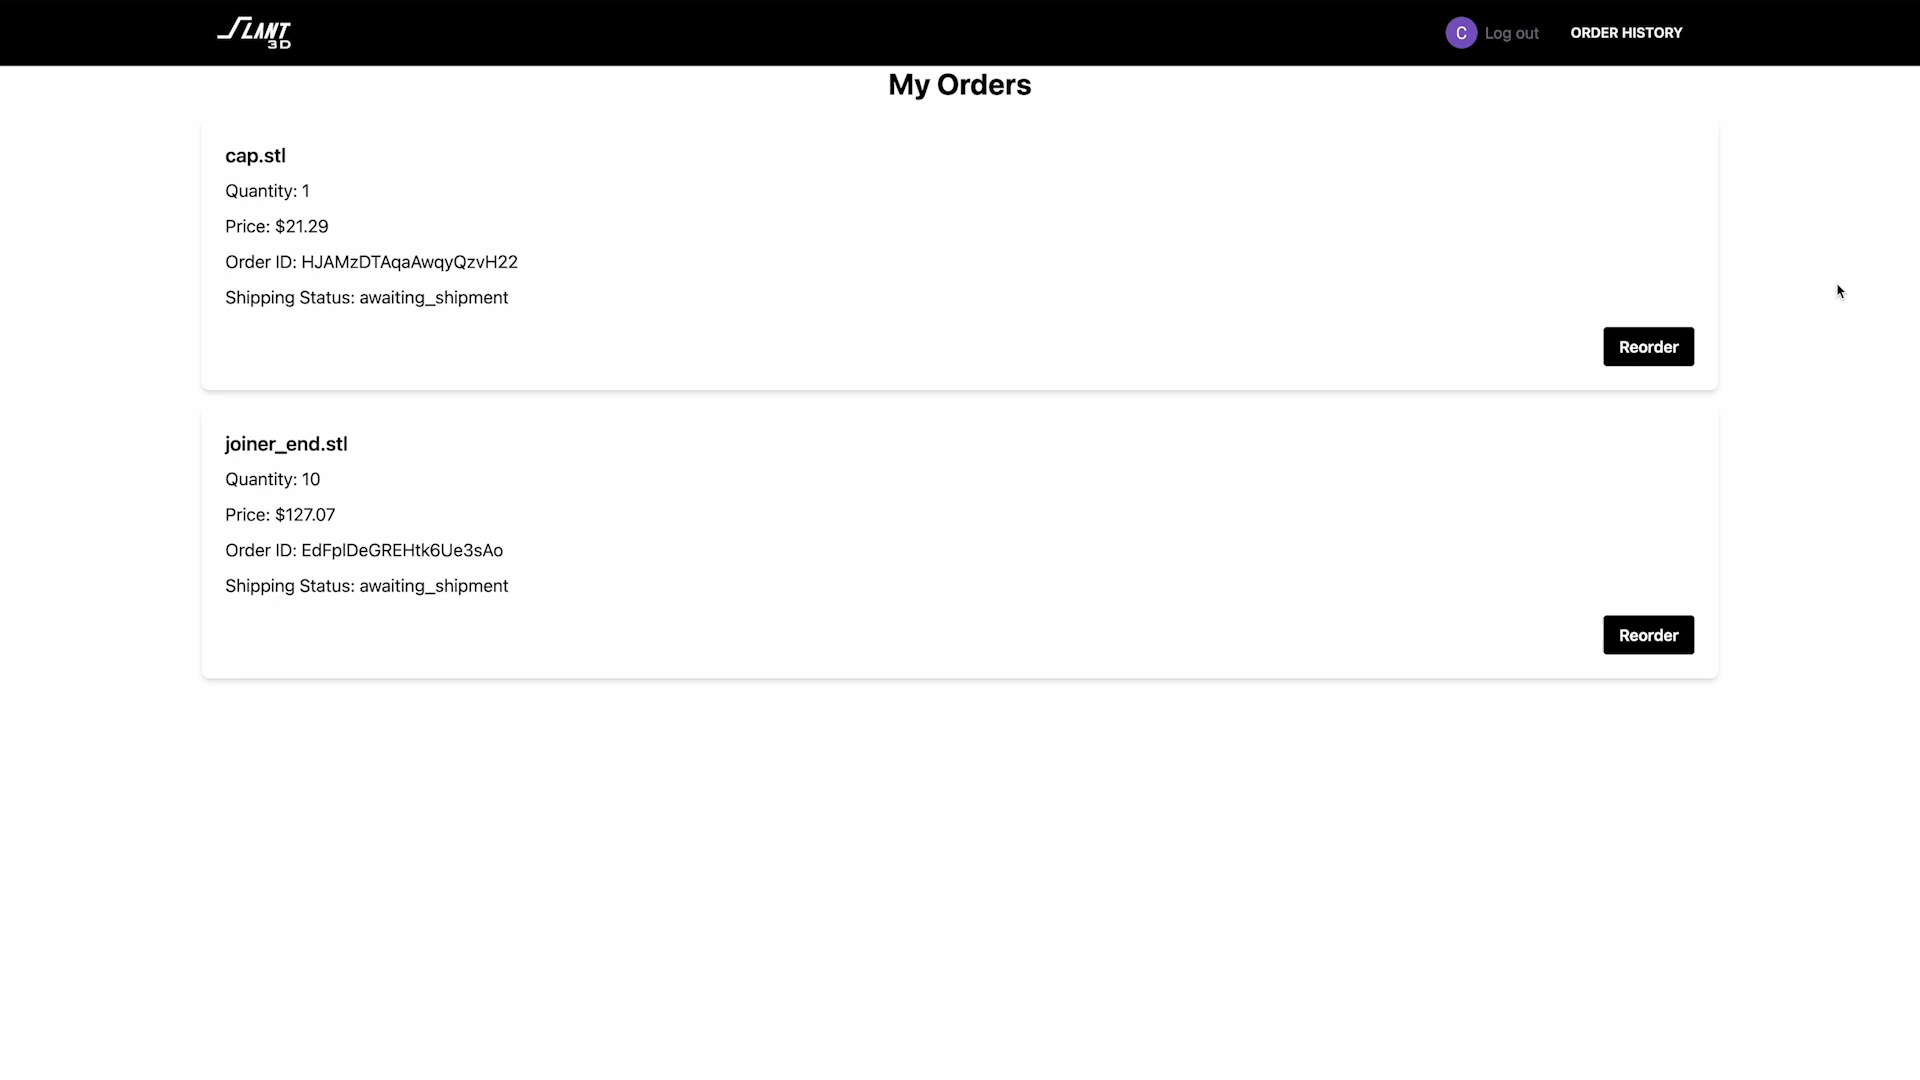 SLANT
3D
C Log out ORDER HISTORY
My Orders
cap.stl
Quantity: 1
Price: $21.29
Order ID: HJAMzDTAqaAwqyQzvH22
Shipping Status: awaiting_shipment
Reorder
joiner_end.stl
Quantity: 10
Price: $127.07
Order ID: EdFplDeGREHtk6Ue3sAo
Shipping Status: awaiting_shipment
Reorder